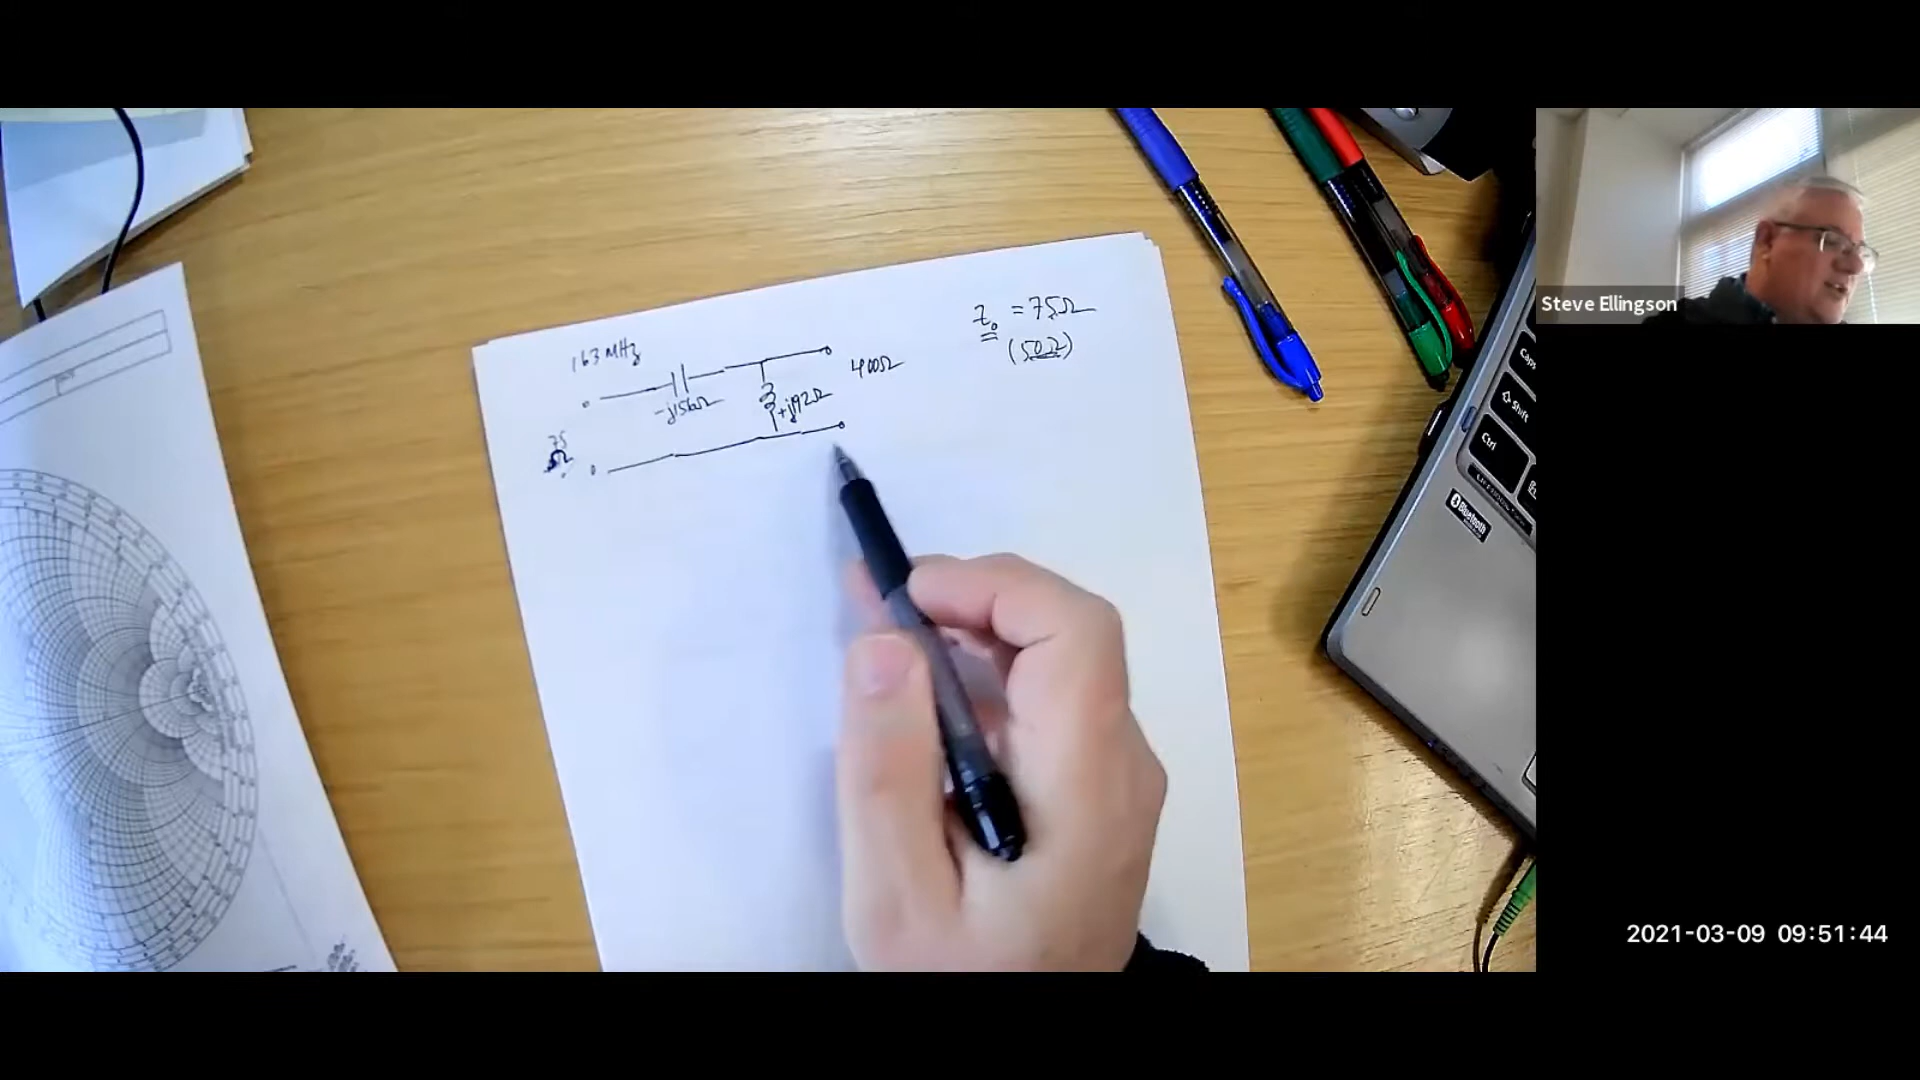 163 MHz
-j156Ω
+j192Ω
400Ω
75
Ω
Z₀ = 75Ω
(50Ω)
Steve Ellingson
Caps
Shift
Ctrl
Bluetooth
2021-03-09 09:51:44